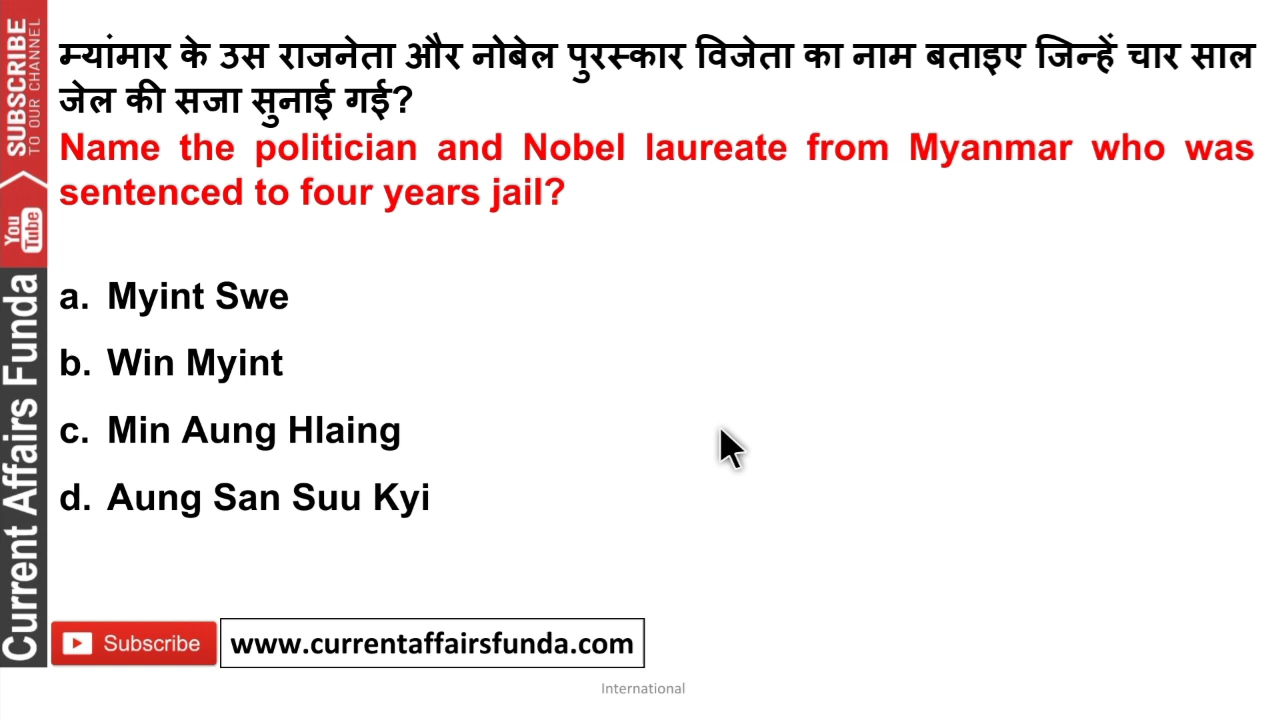 म्यांमार के उस राजनेता और नोबेल पुरस्कार विजेता का नाम बताइए जिन्हें चार साल
जेल की सजा सुनाई गई?
Name the politician and Nobel laureate from Myanmar who was
sentenced to four years jail?
a. Myint Swe
b. Win Myint
c. Min Aung Hlaing
d. Aung San Suu Kyi
SUBSCRIBE
TO OUR CHANNEL
You
Tube
Current Affairs Funda
Subscribe
www.currentaffairsfunda.com
International